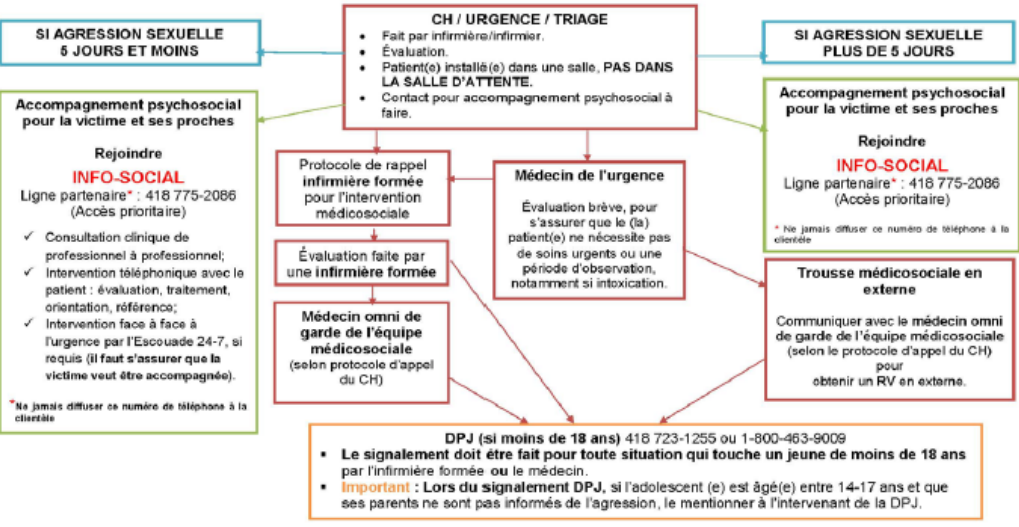 SI AGRESSION SEXUELLE
5 JOURS ET MOINS
CH / URGENCE / TRIAGE
• Fait par infirmière/infirmier.
• Évaluation.
• Patient(e) installé(e) dans une salle, PAS DANS
LA SALLE D'ATTENTE.
• Contact pour accompagnement psychosocial à
faire.
SI AGRESSION SEXUELLE
PLUS DE 5 JOURS
Accompagnement psychosocial
pour la victime et ses proches
Rejoindre
INFO-SOCIAL
Ligne partenaire* : 418 775-2086
(Accès prioritaire)
✓ Consultation clinique de
professionnel à professionnel;
✓ Intervention téléphonique avec le
patient : évaluation, traitement,
orientation, référence;
✓ Intervention face à face à
l'urgence par l'Escouade 24-7, si
requis (il faut s'assurer que la
victime veut être accompagnée).
*Ne jamais diffuser ce numéro de téléphone à la
clientèle
Protocole de rappel
infirmière formée
pour l'intervention
médicosociale
Évaluation faite par
une infirmière formée
Médecin omni de
garde de l'équipe
médicosociale
(selon protocole d'appel
du CH)
Médecin de l'urgence
Évaluation brève, pour
s'assurer que le (la)
patient(e) ne nécessite pas
de soins urgents ou une
période d'observation,
notamment si intoxication.
Accompagnement psychosocial
pour la victime et ses proches
Rejoindre
INFO-SOCIAL
Ligne partenaire* : 418 775-2086
(Accès prioritaire)
* Ne jamais diffuser ce numéro de téléphone à la
clientèle
Trousse médicosociale en
externe
Communiquer avec le médecin omni
de garde de l'équipe médicosociale
(selon le protocole d'appel du CH)
pour
obtenir un RV en externe.
DPJ (si moins de 18 ans) 418 723-1255 ou 1-800-463-9009
▪ Le signalement doit être fait pour toute situation qui touche un jeune de moins de 18 ans
par l'infirmière formée ou le médecin.
▪ Important : Lors du signalement DPJ, si l'adolescent (e) est âgé(e) entre 14-17 ans et que
ses parents ne sont pas informés de l'agression, le mentionner à l'intervenant de la DPJ.